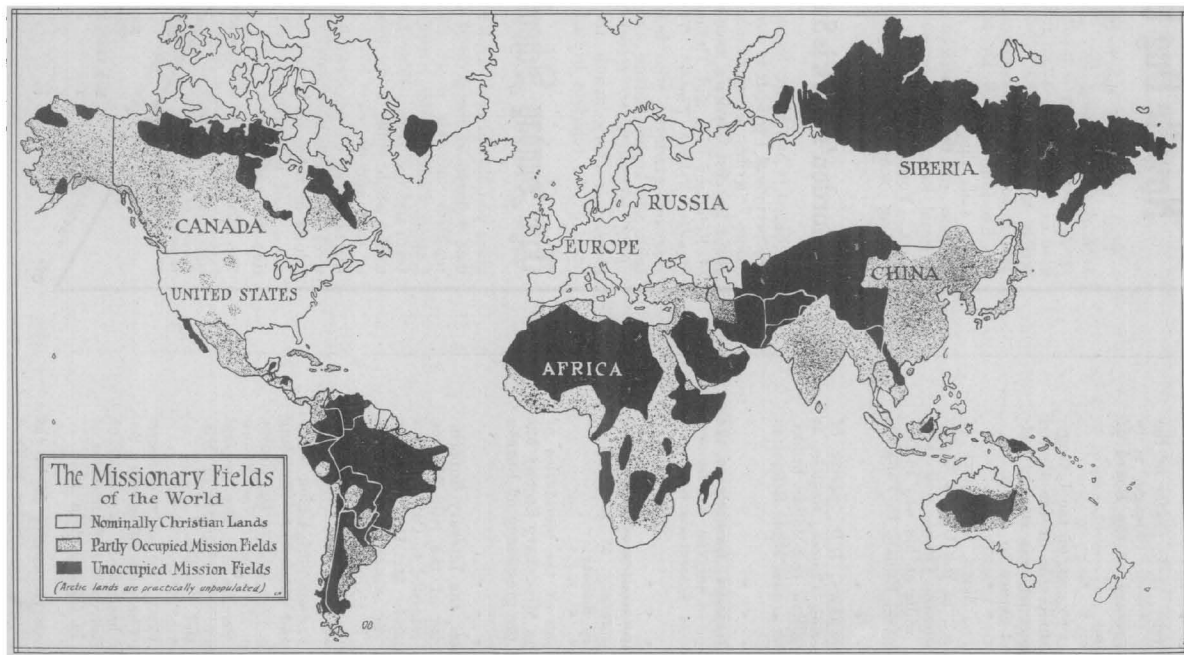 SIBERIA
RUSSIA
CANADA
EUROPE
CHINA
UNITED STATES
AFRICA
The Missionary Fields
of the World
Nominally Christian Lands
Partly Occupied Mission Fields
Unoccupied Mission Fields
(Arctic lands are practically unpopulated)